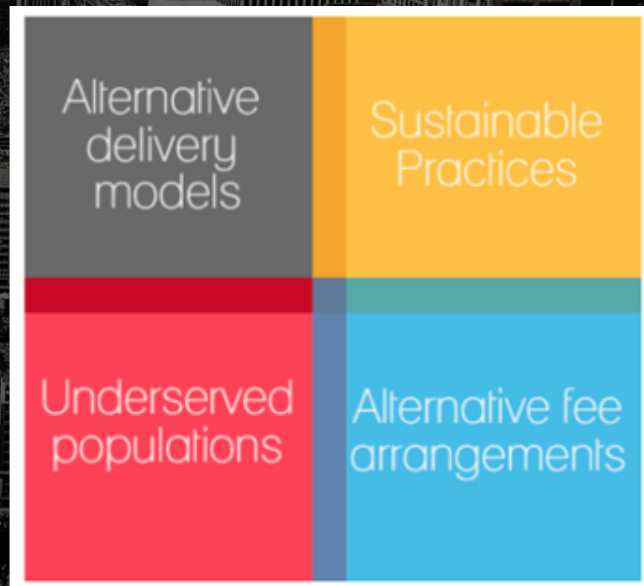 Alternative
delivery
models
Sustainable
Practices
Underserved
populations
Alternative fee
arrangements